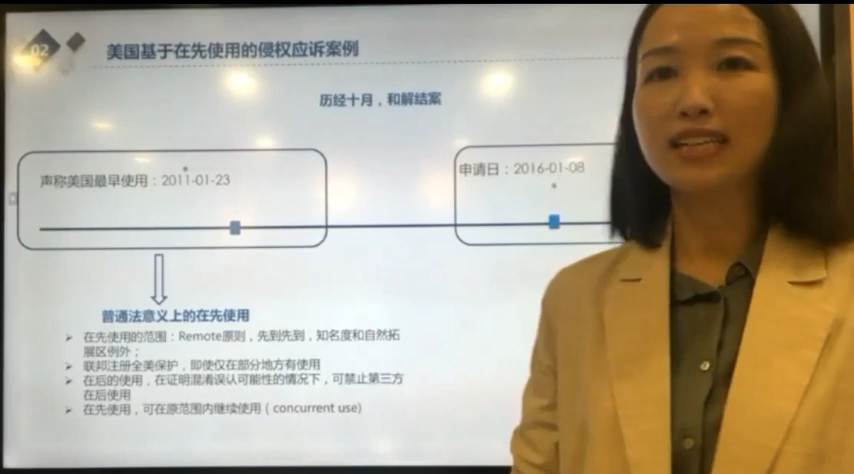 02
美国基于在先使用的侵权应诉案例
历经十月，和解结案
声称美国最早使用：2011-01-23
申请日：2016-01-08
普通法意义上的在先使用
➢ 在先使用的范围：Remote原则，先到先到，知名度和自然拓
展区例外；
➢ 联邦注册全美保护，即使仅在部分地方有使用
➢ 在后的使用，在证明混淆误认可能性的情况下，可禁止第三方
在后使用
➢ 在先使用，可在原范围内继续使用（concurrent use)